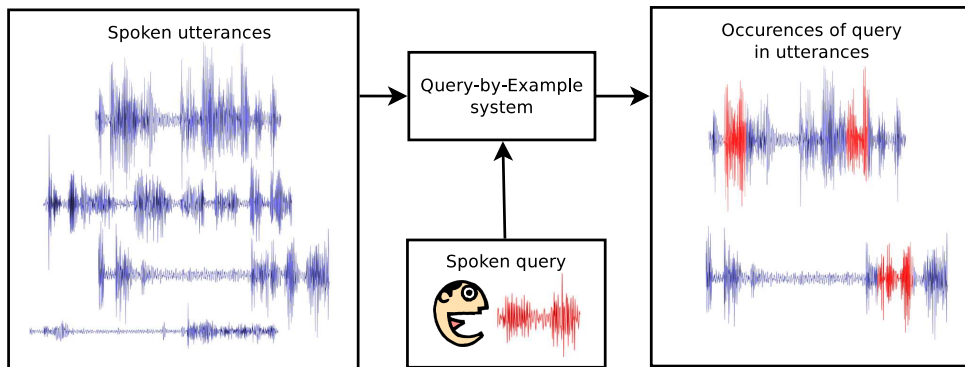 Spoken utterances
Query-by-Example
system
Spoken query
Occurences of query
in utterances